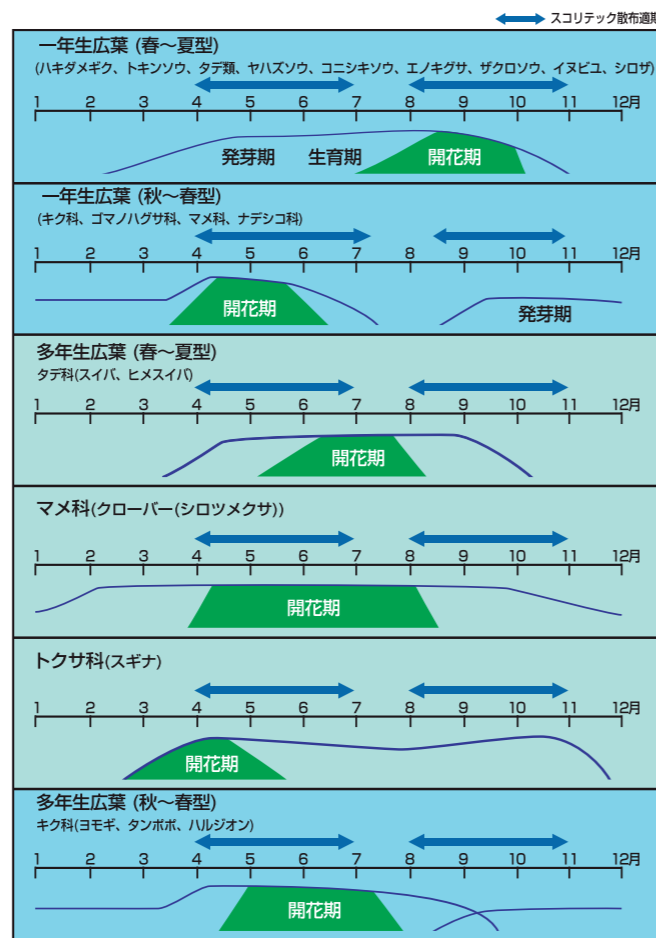 スコリテック散布適期
一年生広葉 (春〜夏型)
(ハキダメギク、トキンソウ、タデ類、ヤハズソウ、コニシキソウ、エノキグサ、ザクロソウ、イヌビユ、シロザ)
1 2 3 4 5 6 7 8 9 10 11 12月
発芽期 生育期 開花期
一年生広葉 (秋〜春型)
(キク科、ゴマノハグサ科、マメ科、ナデシコ科)
1 2 3 4 5 6 7 8 9 10 11 12月
開花期 発芽期
多年生広葉 (春〜夏型)
タデ科(スイバ、ヒメスイバ)
1 2 3 4 5 6 7 8 9 10 11 12月
開花期
マメ科(クローバー(シロツメクサ))
1 2 3 4 5 6 7 8 9 10 11 12月
開花期
トクサ科(スギナ)
1 2 3 4 5 6 7 8 9 10 11 12月
開花期
多年生広葉 (秋〜春型)
キク科(ヨモギ、タンポポ、ハルジオン)
1 2 3 4 5 6 7 8 9 10 11 12月
開花期